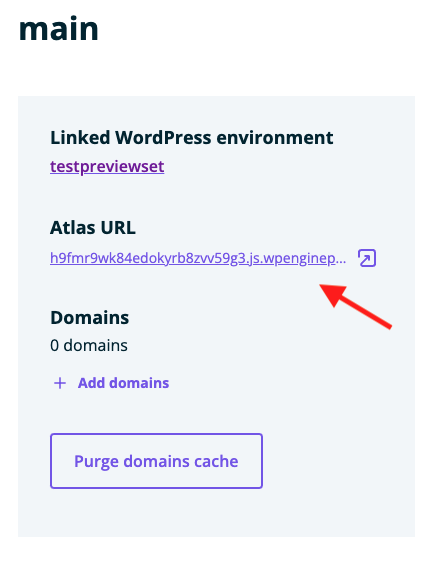 main
Linked WordPress environment
testpreviewset
Atlas URL
h9fmr9wk84edokyrb8zvv59g3.js.wpenginep...
Domains
0 domains
+ Add domains
Purge domains cache